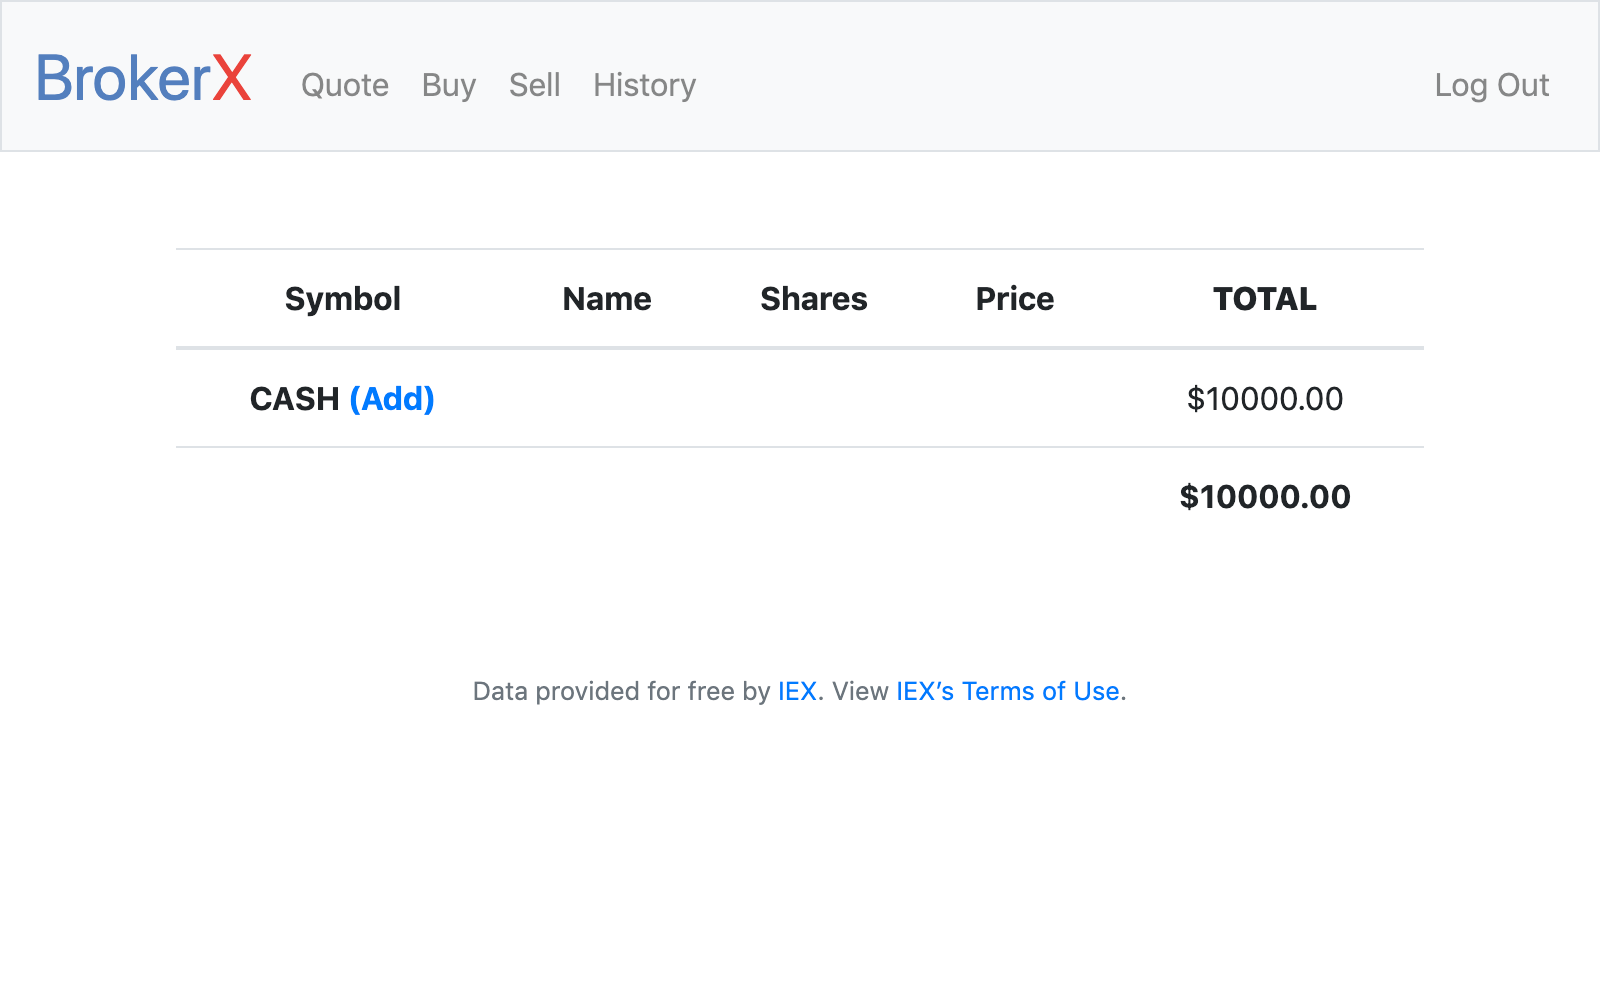 BrokerX Quote Buy Sell History Log Out
Symbol Name Shares Price TOTAL
CASH (Add) $10000.00
$10000.00
Data provided for free by IEX. View IEX’s Terms of Use.